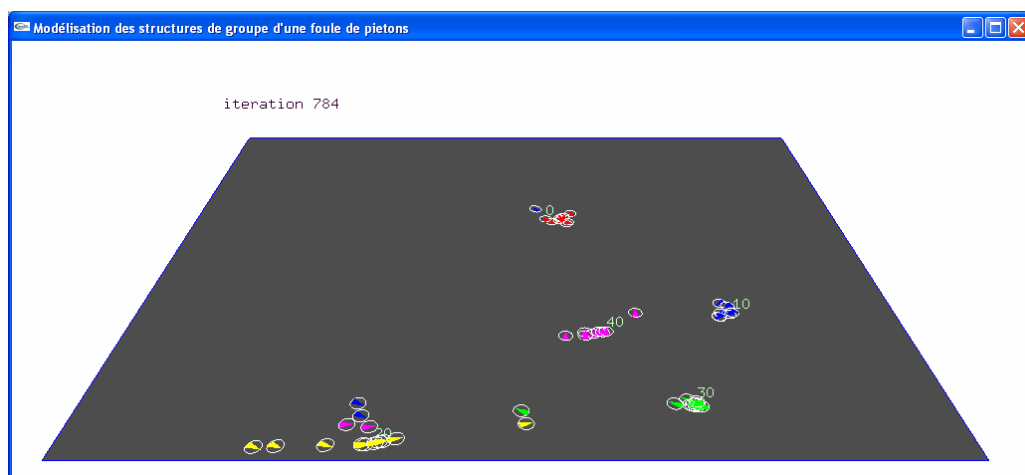 Modélisation des structures de groupe d'une foule de pietons
iteration 784
0
10
40
30
20